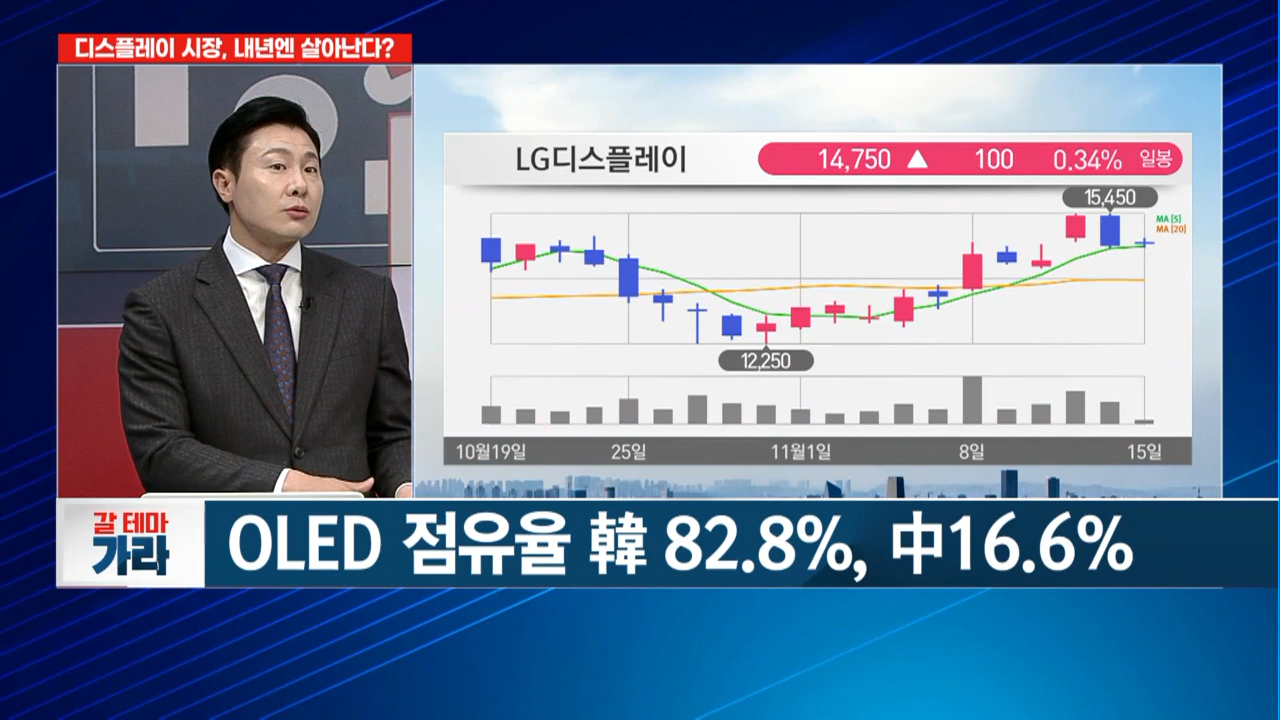 디스플레이 시장, 내년엔 살아난다?
LG디스플레이
14,750 ▲ 100 0.34% 일봉
15,450
MA [5]
MA [20]
12,250
10월19일 25일 11월1일 8일 15일
갈 테마
가라
OLED 점유율 韓 82.8%, 中16.6%